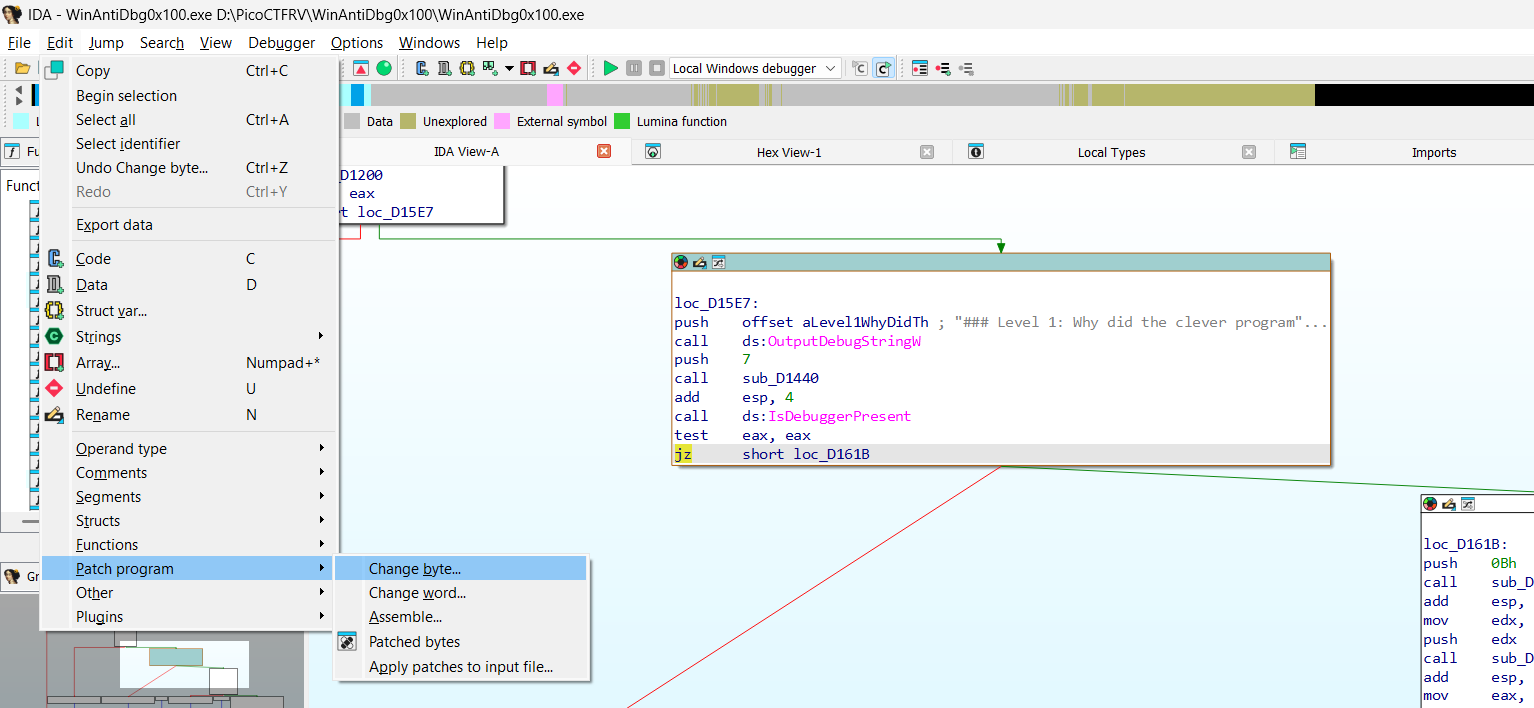 IDA - WinAntiDbg0x100.exe D:\PicoCTFRV\WinAntiDbg0x100\WinAntiDbg0x100.exe
File Edit Jump Search View Debugger Options Windows Help
Local Windows debugger
Data Unexplored External symbol Lumina function
IDA View-A Hex View-1 Local Types Imports
Copy Ctrl+C
Begin selection
Select all Ctrl+A
Select identifier
Undo Change byte... Ctrl+Z
Redo Ctrl+Y
Export data
Code C
Data D
Struct var...
Strings
Array... Numpad+*
Undefine U
Rename N
Operand type
Comments
Segments
Structs
Functions
Patch program
Other
Plugins
Change byte...
Change word...
Assemble...
Patched bytes
Apply patches to input file...
Fu
Funct
Gr
_D1200
eax
t loc_D15E7
loc_D15E7:
push offset aLevel1WhyDidTh ; "### Level 1: Why did the clever program"...
call ds:OutputDebugStringW
push 7
call sub_D1440
add esp, 4
call ds:IsDebuggerPresent
test eax, eax
jz short loc_D161B
loc_D161B:
push 0Bh
call sub_D
add esp,
mov edx,
push edx
call sub_D
add esp,
mov eax,